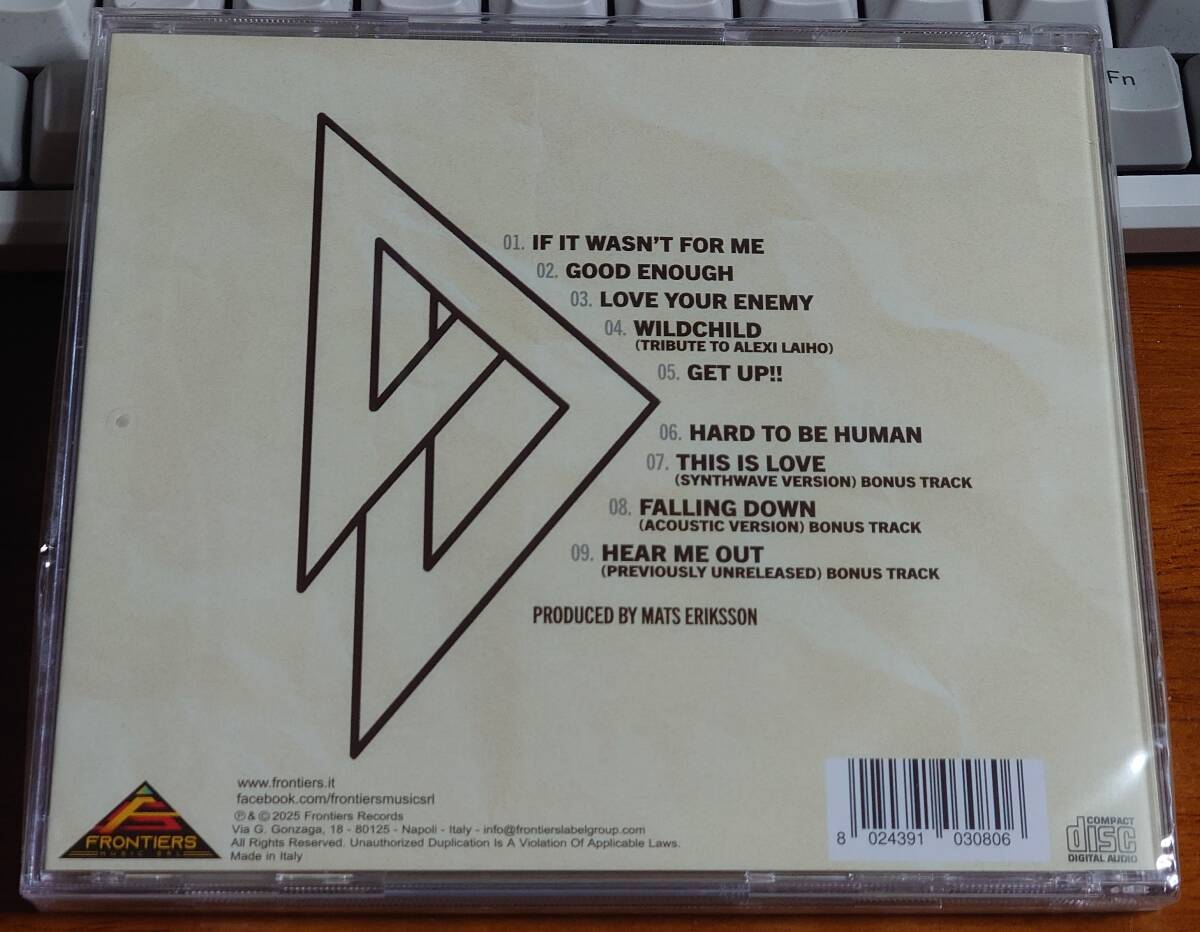 Fn
01. IF IT WASN'T FOR ME
02. GOOD ENOUGH
03. LOVE YOUR ENEMY
04. WILDCHILD
(TRIBUTE TO ALEXI LAIHO)
05. GET UP!!
06. HARD TO BE HUMAN
07. THIS IS LOVE
(SYNTHWAVE VERSION) BONUS TRACK
08. FALLING DOWN
(ACOUSTIC VERSION) BONUS TRACK
09. HEAR ME OUT
(PREVIOUSLY UNRELEASED) BONUS TRACK
PRODUCED BY MATS ERIKSSON
FRONTIERS
MUSIC SRL
www.frontiers.it
facebook.com/frontiersmusicsrl
℗ & © 2025 Frontiers Records
Via G. Gonzaga, 18 - 80125 - Napoli - Italy - info@frontierslabelgroup.com
All Rights Reserved. Unauthorized Duplication Is A Violation Of Applicable Laws.
Made in Italy
8 024391 030806
COMPACT
disc
DIGITAL AUDIO